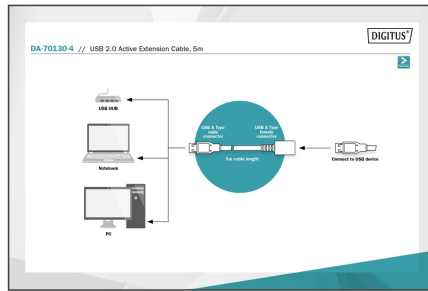 DIGITUS®
DA-70130-4 // USB 2.0 Active Extension Cable, 5m
USB HUB
USB A Type
male
connector
USB A Type
female
connector
5m cable length
Notebook
Connect to USB device
PC